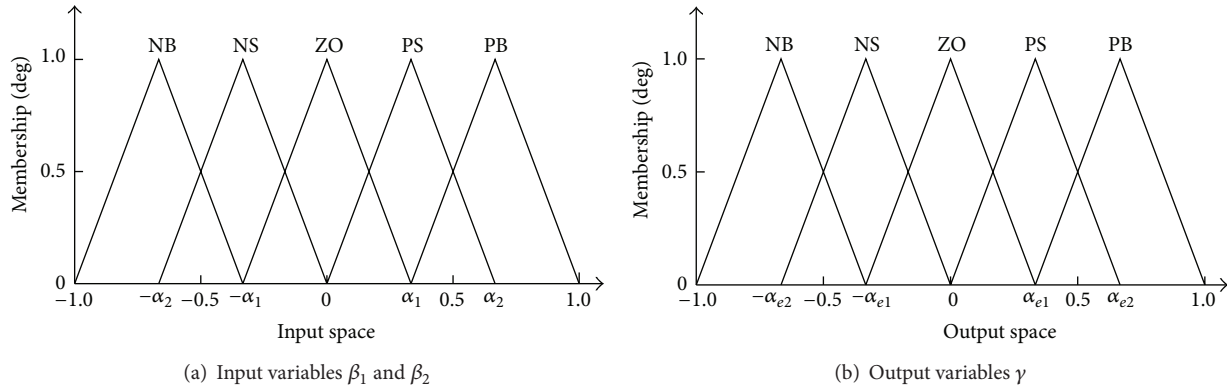 NB NS ZO PS PB
1.0
0.5
0
Membership (deg)
−1.0 −α₂ −0.5 −α₁ 0 α₁ 0.5 α₂ 1.0
Input space
(a) Input variables β₁ and β₂
NB NS ZO PS PB
1.0
0.5
0
Membership (deg)
−1.0 −αₑ₂ −0.5 −αₑ₁ 0 αₑ₁ 0.5 αₑ₂ 1.0
Output space
(b) Output variables γ